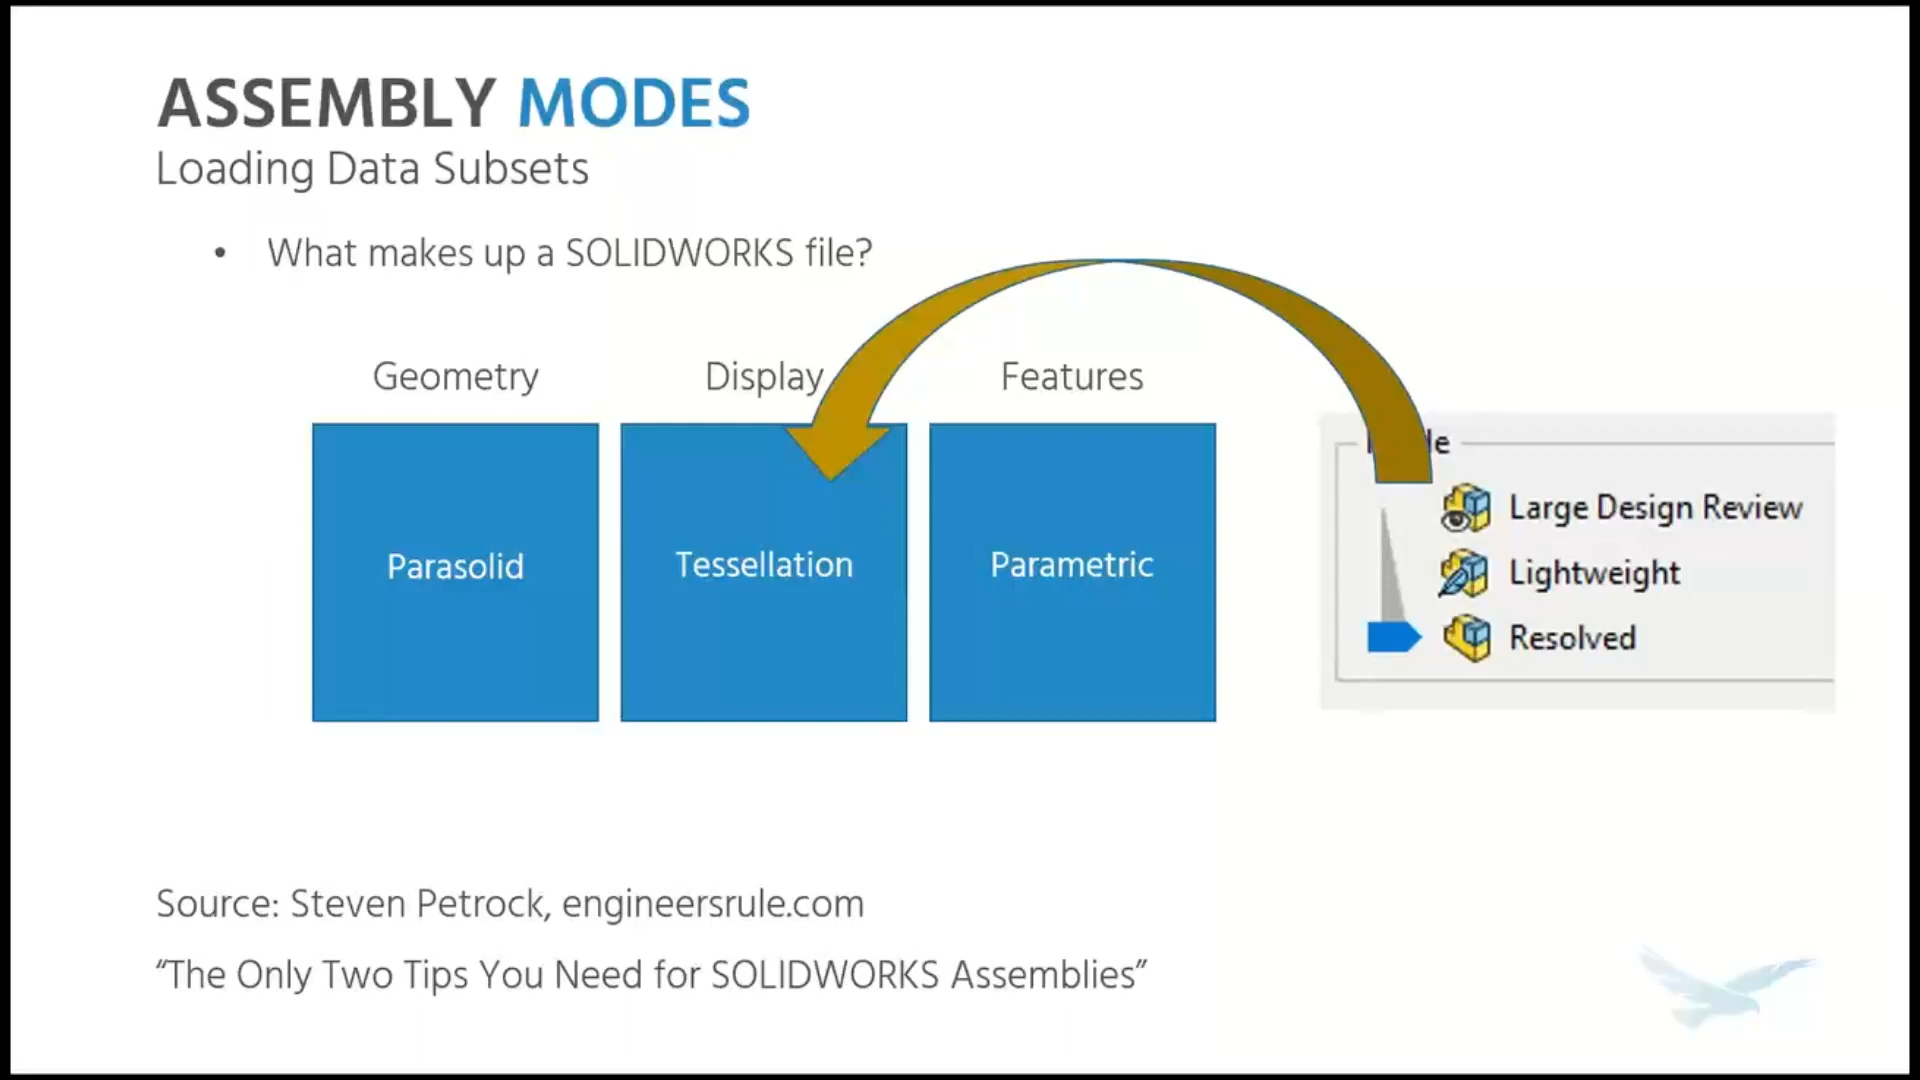 ASSEMBLY MODES
Loading Data Subsets
• What makes up a SOLIDWORKS file?
Geometry
Display
Features
Parasolid
Tessellation
Parametric
Large Design Review
Lightweight
Resolved
Source: Steven Petrock, engineersrule.com
“The Only Two Tips You Need for SOLIDWORKS Assemblies”